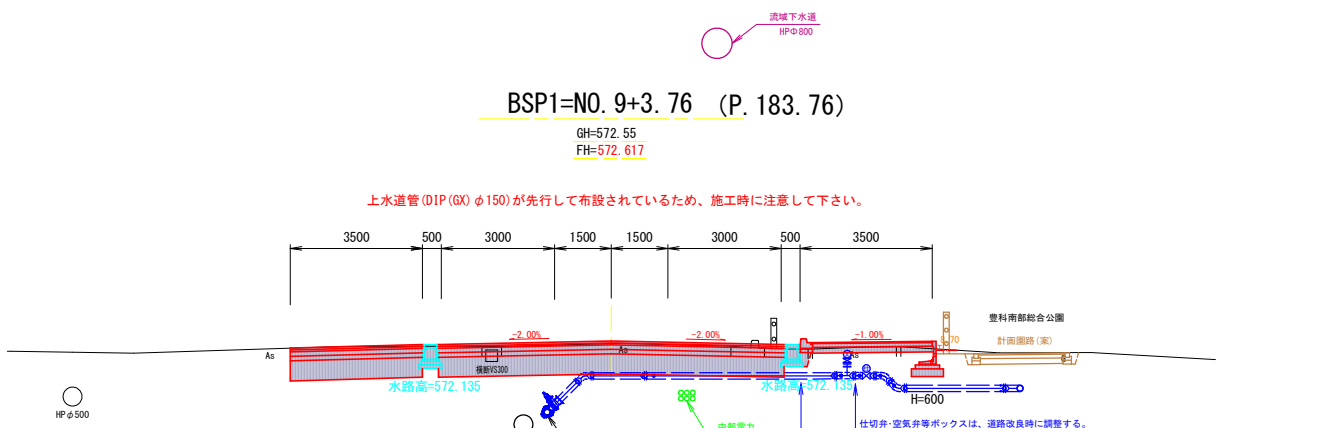 流域下水道
HPΦ800
BSP1=NO. 9+3. 76 (P. 183. 76)
GH=572. 55
FH=572. 617
上水道管(DIP(GX)φ150)が先行して布設されているため、施工時に注意して下さい。
3500 500 3000 1500 1500 3000 500 3500
豊科南部総合公園
-2.00% -2.00% -1.00%
計画園路(案)
As As As
横断VS300
水路高=572.135 水路高=572.135
H=600
HPφ500
仕切弁・空気弁等ボックスは、道路改良時に調整する。
中部電力